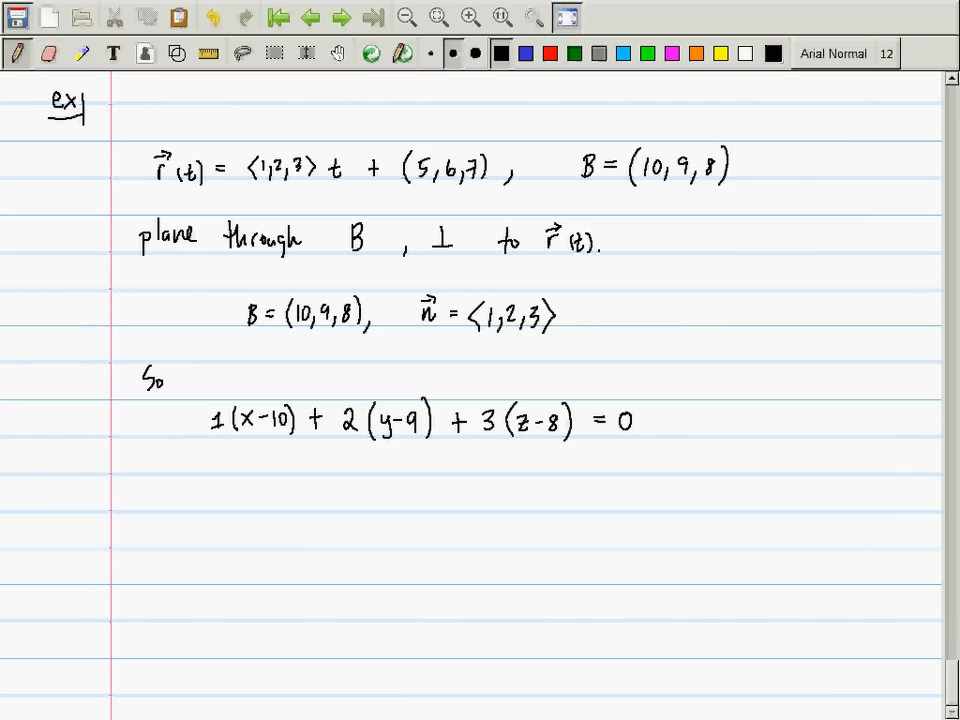 Arial Normal 12
ex
r⃗(t) = ⟨1,2,3⟩ t + (5,6,7), B = (10,9,8)
plane through B, ⊥ to r⃗(t).
B = (10,9,8), n⃗ = ⟨1,2,3⟩
So
1(x-10) + 2(y-9) + 3(z-8) = 0